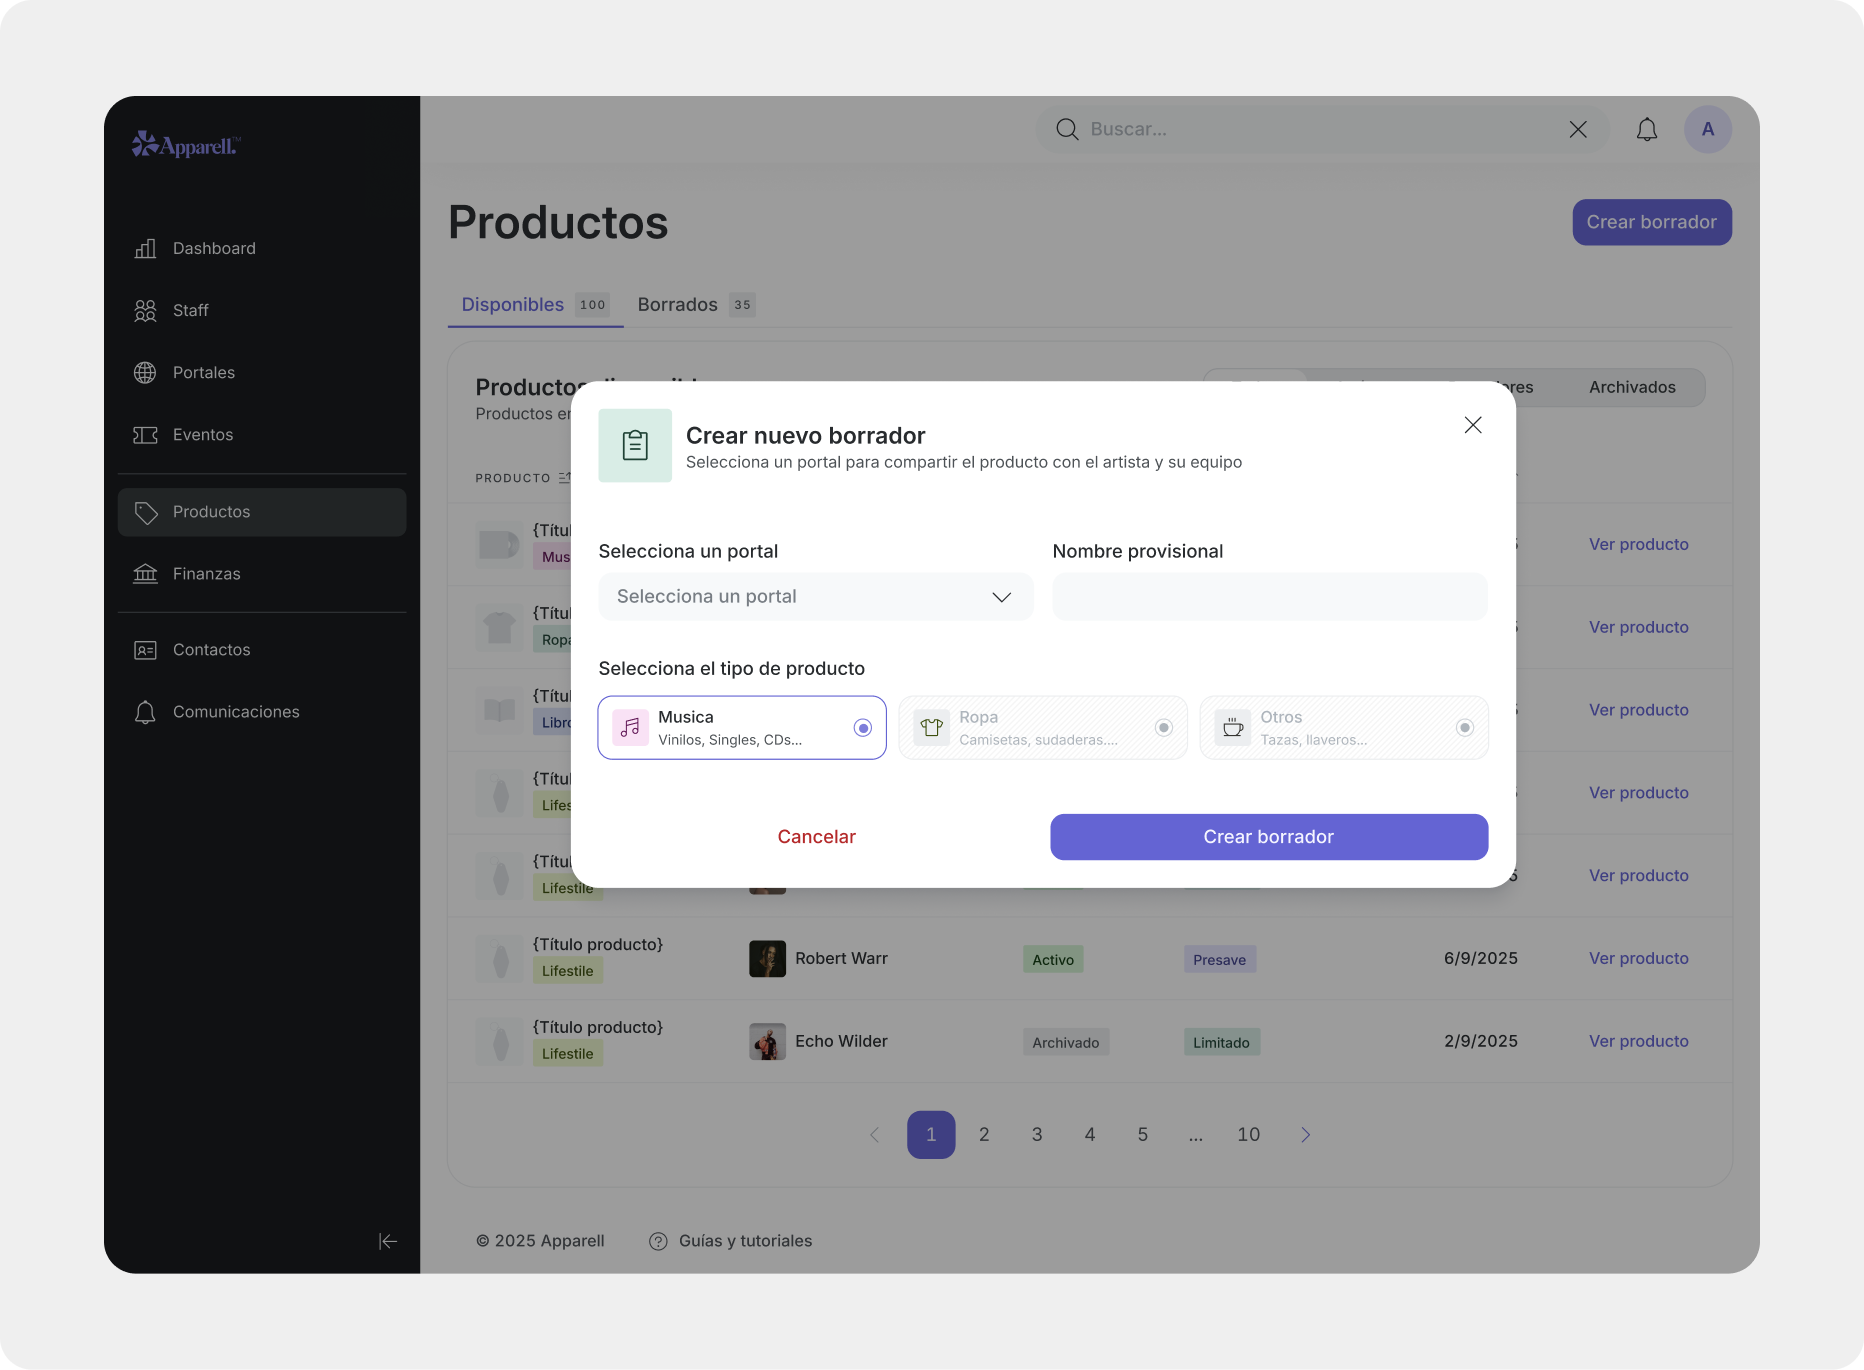 Apparell.™
Buscar...
A
Productos
Crear borrador
Dashboard
Staff
Portales
Eventos
Productos
Finanzas
Contactos
Comunicaciones
Disponibles 100
Borrados 35
Productos
Archivados
Productos
PRODUCTO
Crear nuevo borrador
Selecciona un portal para compartir el producto con el artista y su equipo
Selecciona un portal
Nombre provisional
Selecciona un portal
Selecciona el tipo de producto
Musica
Vinilos, Singles, CDs...
Ropa
Camisetas, sudaderas....
Otros
Tazas, llaveros...
Cancelar
Crear borrador
Ver producto
Ver producto
Ver producto
Ver producto
Lifestile
Ver producto
{Título producto}
Lifestile
Robert Warr
Activo
Presave
6/9/2025
Ver producto
{Título producto}
Lifestile
Echo Wilder
Archivado
Limitado
2/9/2025
Ver producto
1 2 3 4 5 ... 10
© 2025 Apparell
Guías y tutoriales